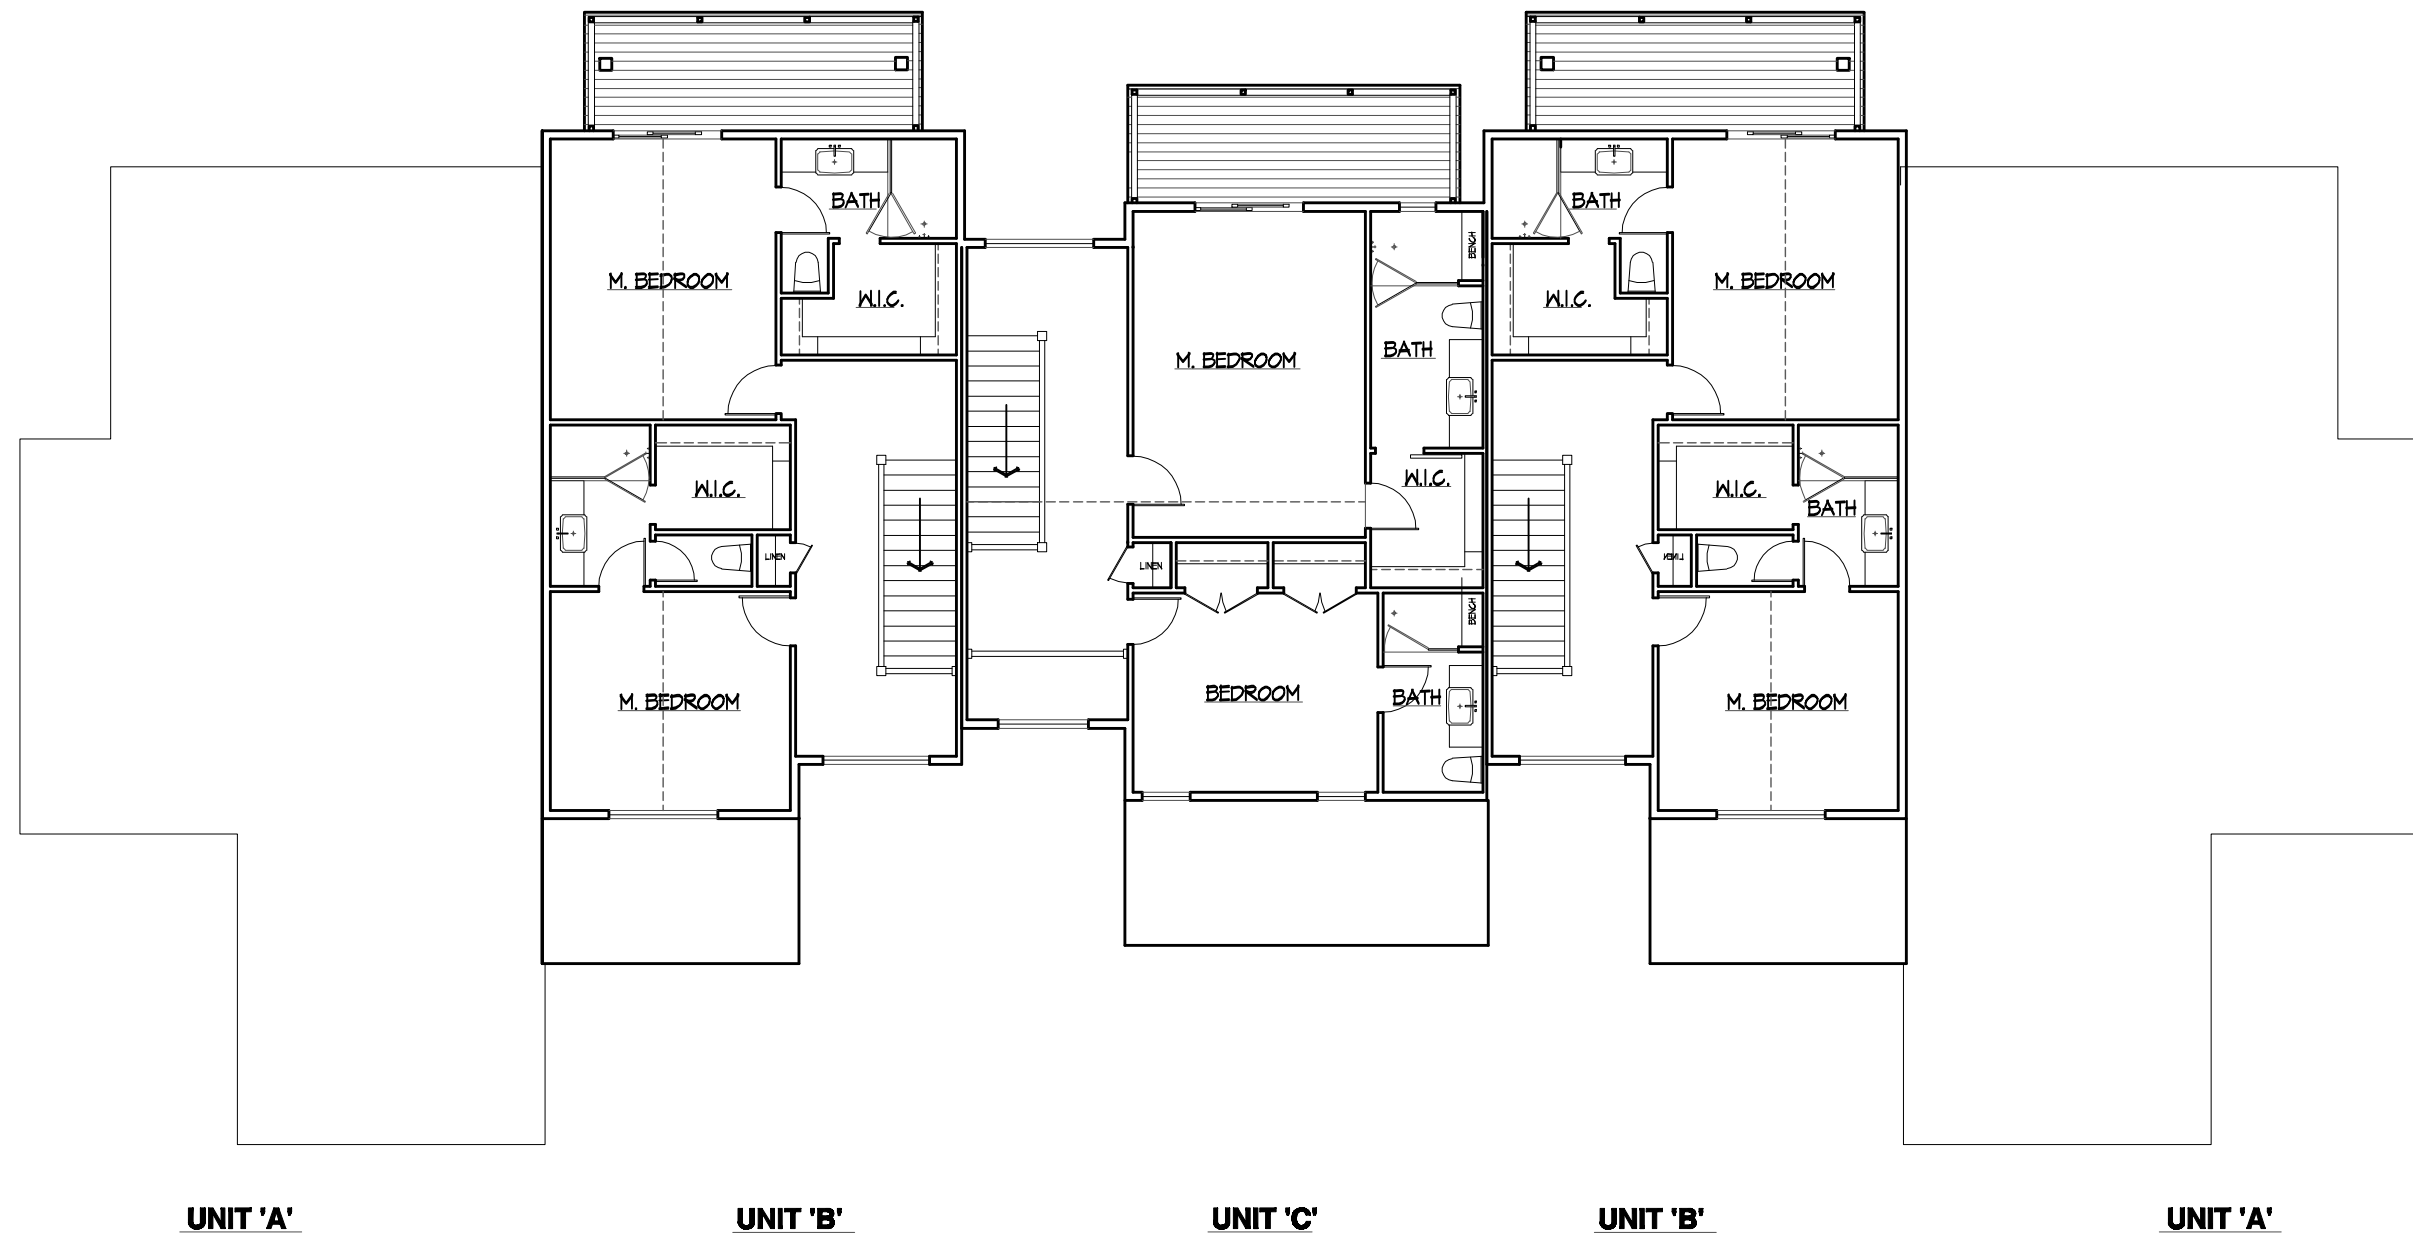 BATH
M. BEDROOM
W.I.C.
W.I.C.
LINEN
M. BEDROOM
BENCH
BATH
M. BEDROOM
W.I.C.
LINEN
BENCH
BEDROOM
BATH
BATH
M. BEDROOM
W.I.C.
W.I.C.
BATH
LINEN
M. BEDROOM
UNIT 'A'
UNIT 'B'
UNIT 'C'
UNIT 'B'
UNIT 'A'